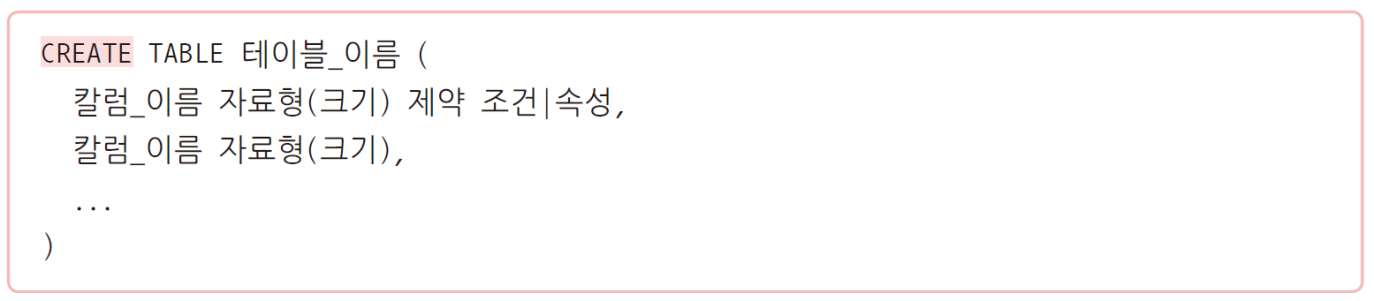 CREATE TABLE 테이블_이름 (
칼럼_이름 자료형(크기) 제약 조건|속성,
칼럼_이름 자료형(크기),
...
)